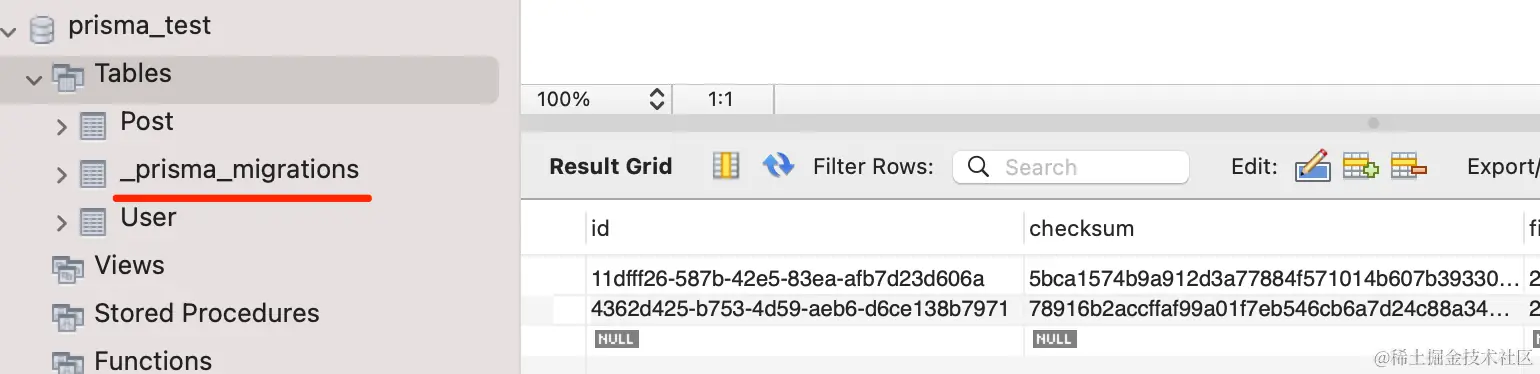 prisma_test
Tables
Post
_prisma_migrations
User
Views
Stored Procedures
Functions
100% 1:1
Result Grid Filter Rows: Search Edit: Export/
id checksum fi
11dfff26-587b-42e5-83ea-afb7d23d606a 5bca1574b9a912d3a77884f571014b607b39330... 2
4362d425-b753-4d59-aeb6-d6ce138b7971 78916b2accffaf99a01f7eb546cb6a7d24c88a34... 2
NULL NULL
@稀土掘金技术社区